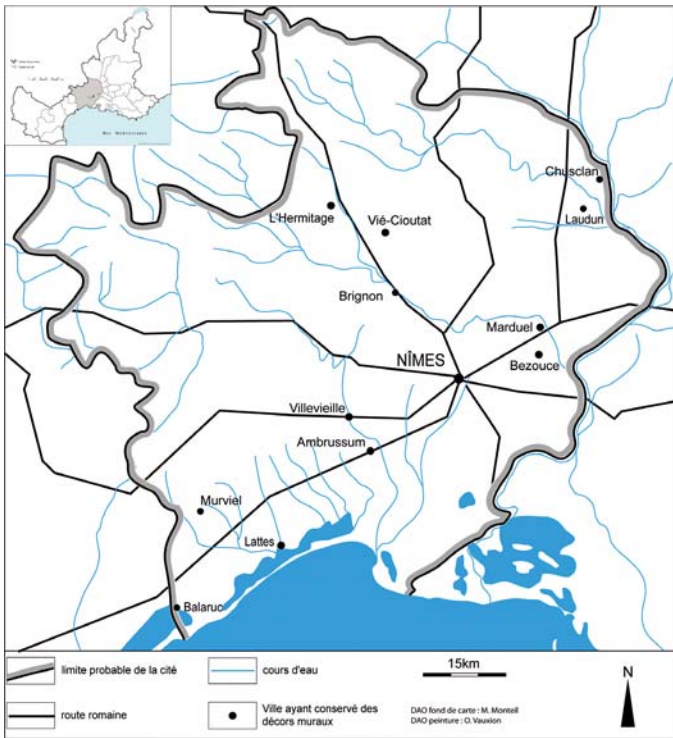 MER MEDITERRANEE
Chusclan
L'Hermitage
Laudun
Vié-Cioutat
Brignon
Marduel
NÎMES
Bezouce
Villevieille
Ambrussum
Murviel
Lattes
Balaruc
limite probable de la cité
cours d'eau
15km
N
route romaine
Ville ayant conservé des
décors muraux
DAO fond de carte : M. Monteil
DAO peinture : O. Vauxion